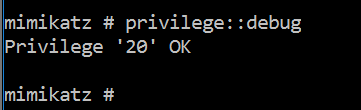 mimikatz # privilege::debug
Privilege '20' OK
mimikatz #